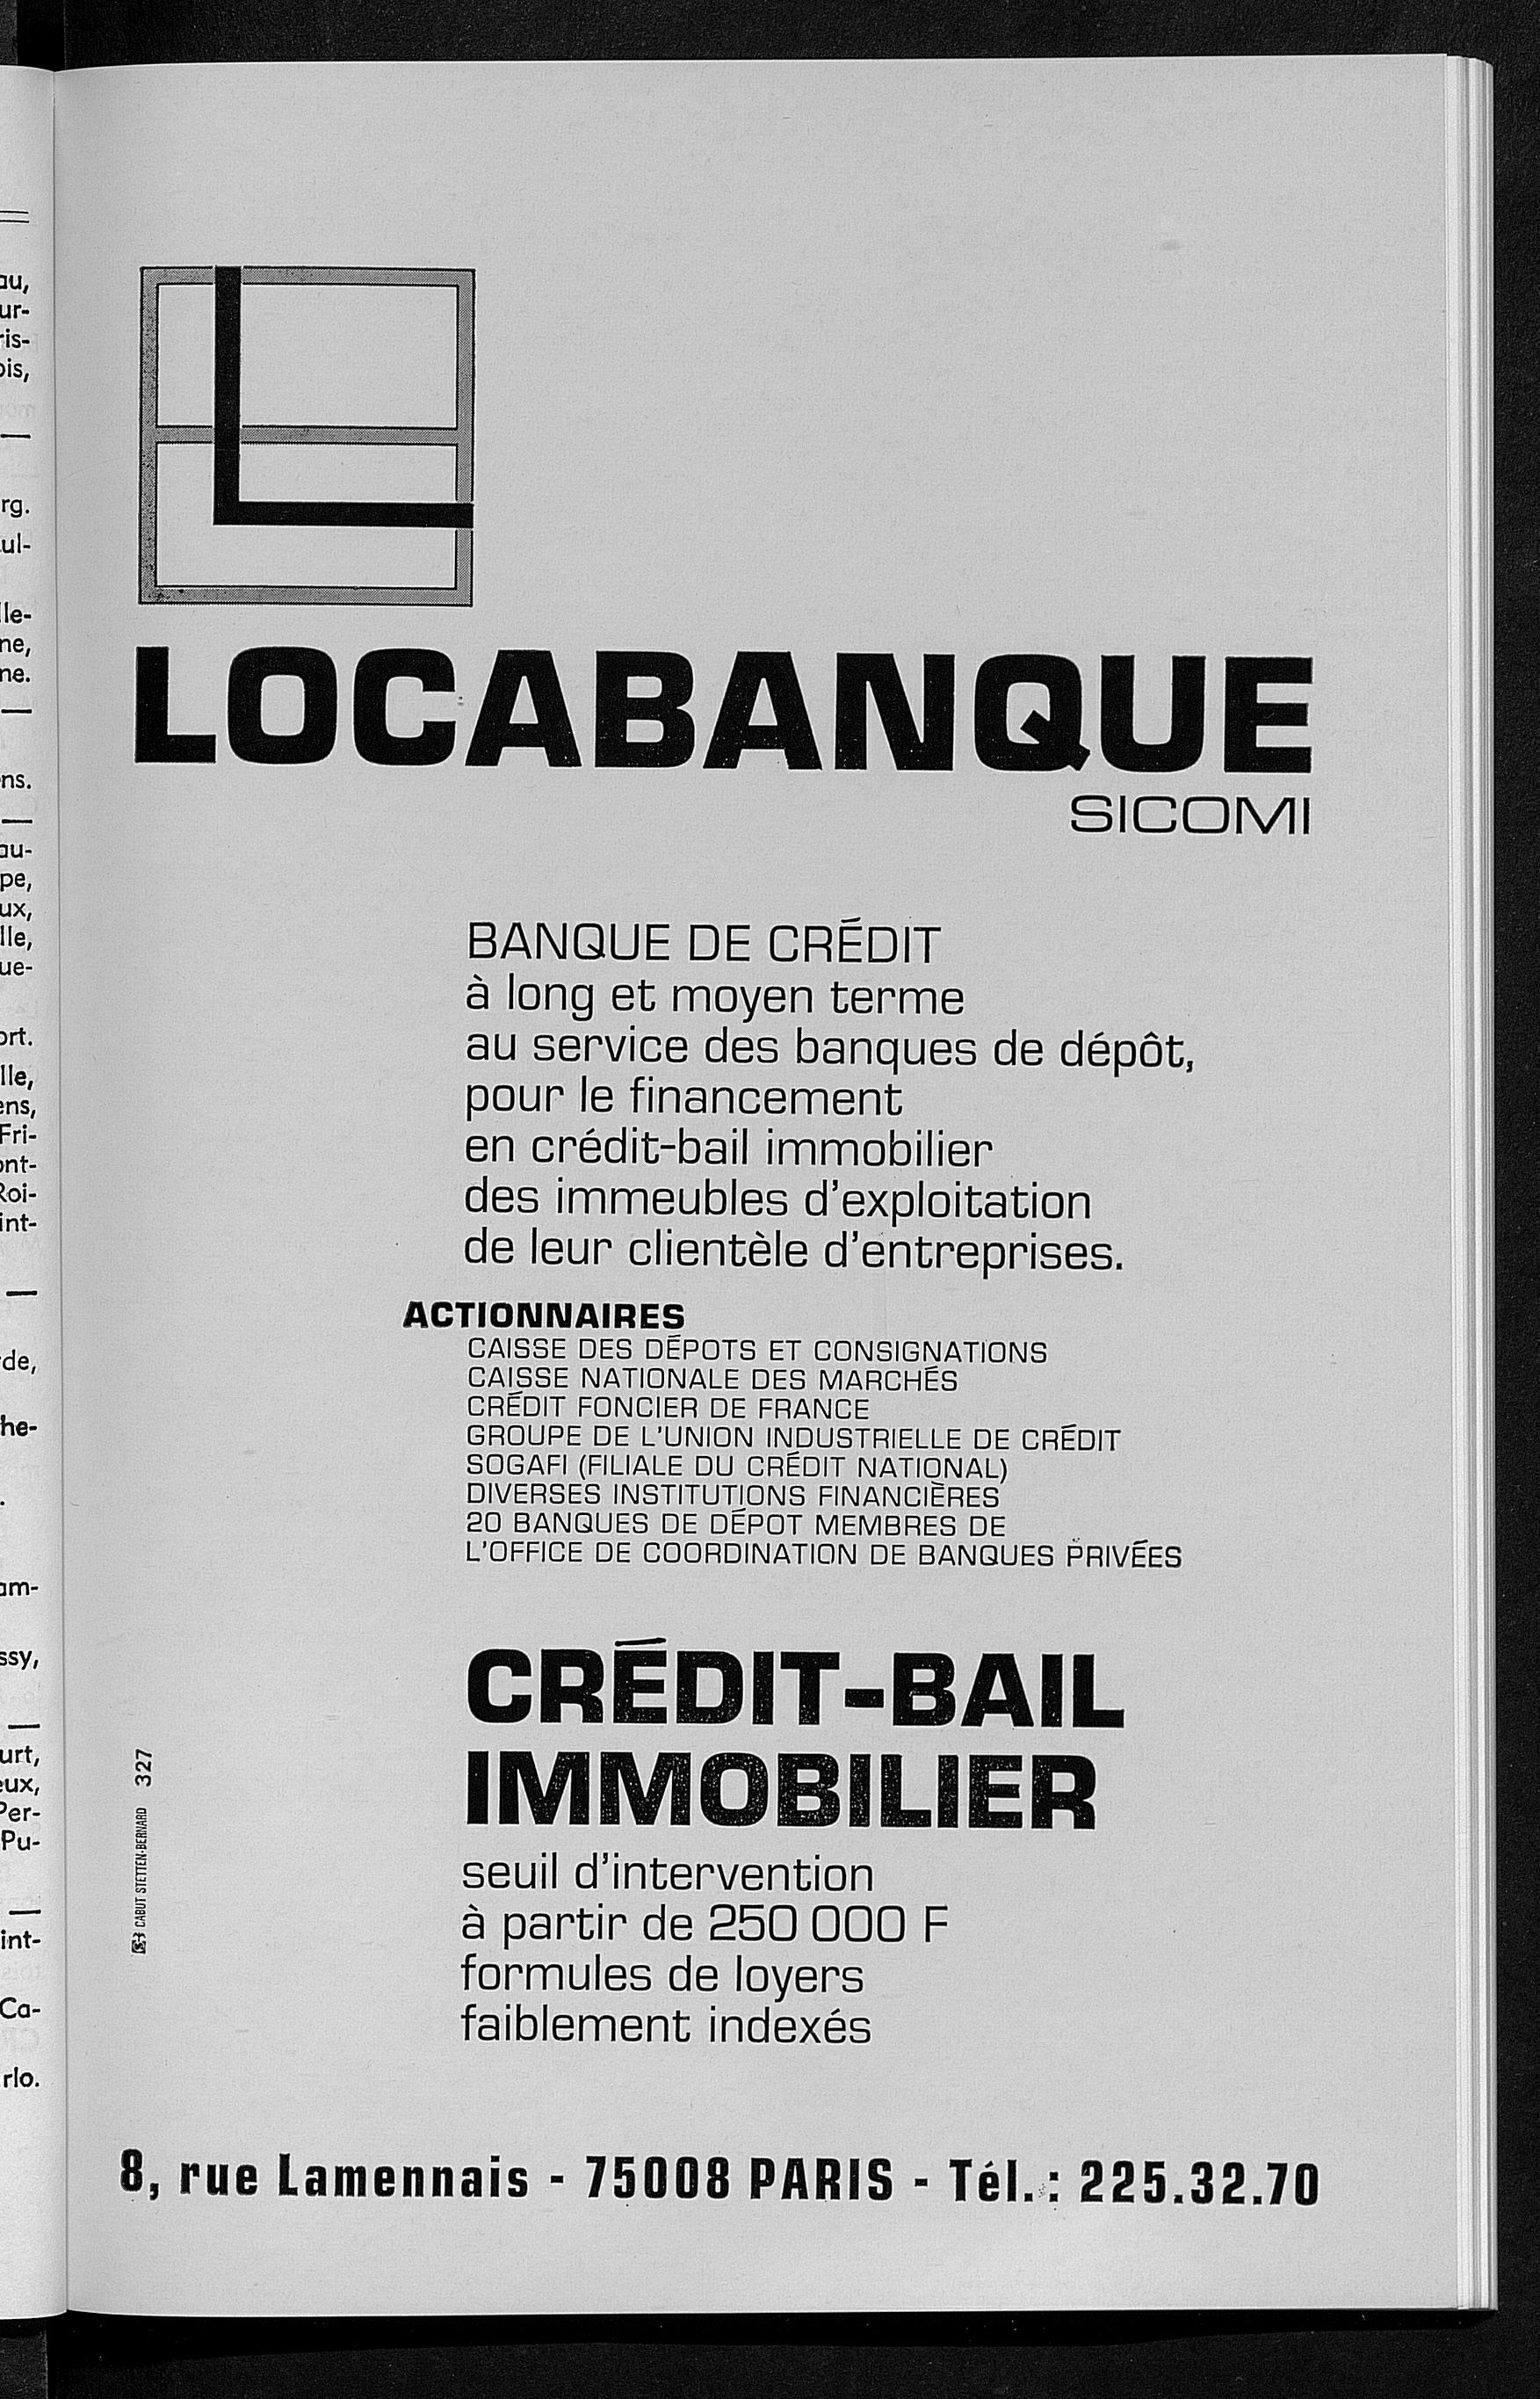 LOCABANQUE
SICOMI
BANQUE DE CRÉDIT
à long et moyen terme
au service des banques de dépôt,
pour le financement
en crédit-bail immobilier
des immeubles d'exploitation
de leur clientèle d'entreprises.
ACTIONNAIRES
CAISSE DES DÉPOTS ET CONSIGNATIONS
CAISSE NATIONALE DES MARCHÉS
CRÉDIT FONCIER DE FRANCE
GROUPE DE L'UNION INDUSTRIELLE DE CRÉDIT
SOGAFI (FILIALE DU CRÉDIT NATIONAL)
DIVERSES INSTITUTIONS FINANCIÈRES
20 BANQUES DE DÉPOT MEMBRES DE
L'OFFICE DE COORDINATION DE BANQUES PRIVÉES
CRÉDIT-BAIL
IMMOBILIER
seuil d'intervention
à partir de 250 000 F
formules de loyers
faiblement indexés
CABUT STETTEN-BERNARD 327
8, rue Lamennais - 75008 PARIS - Tél. : 225.32.70